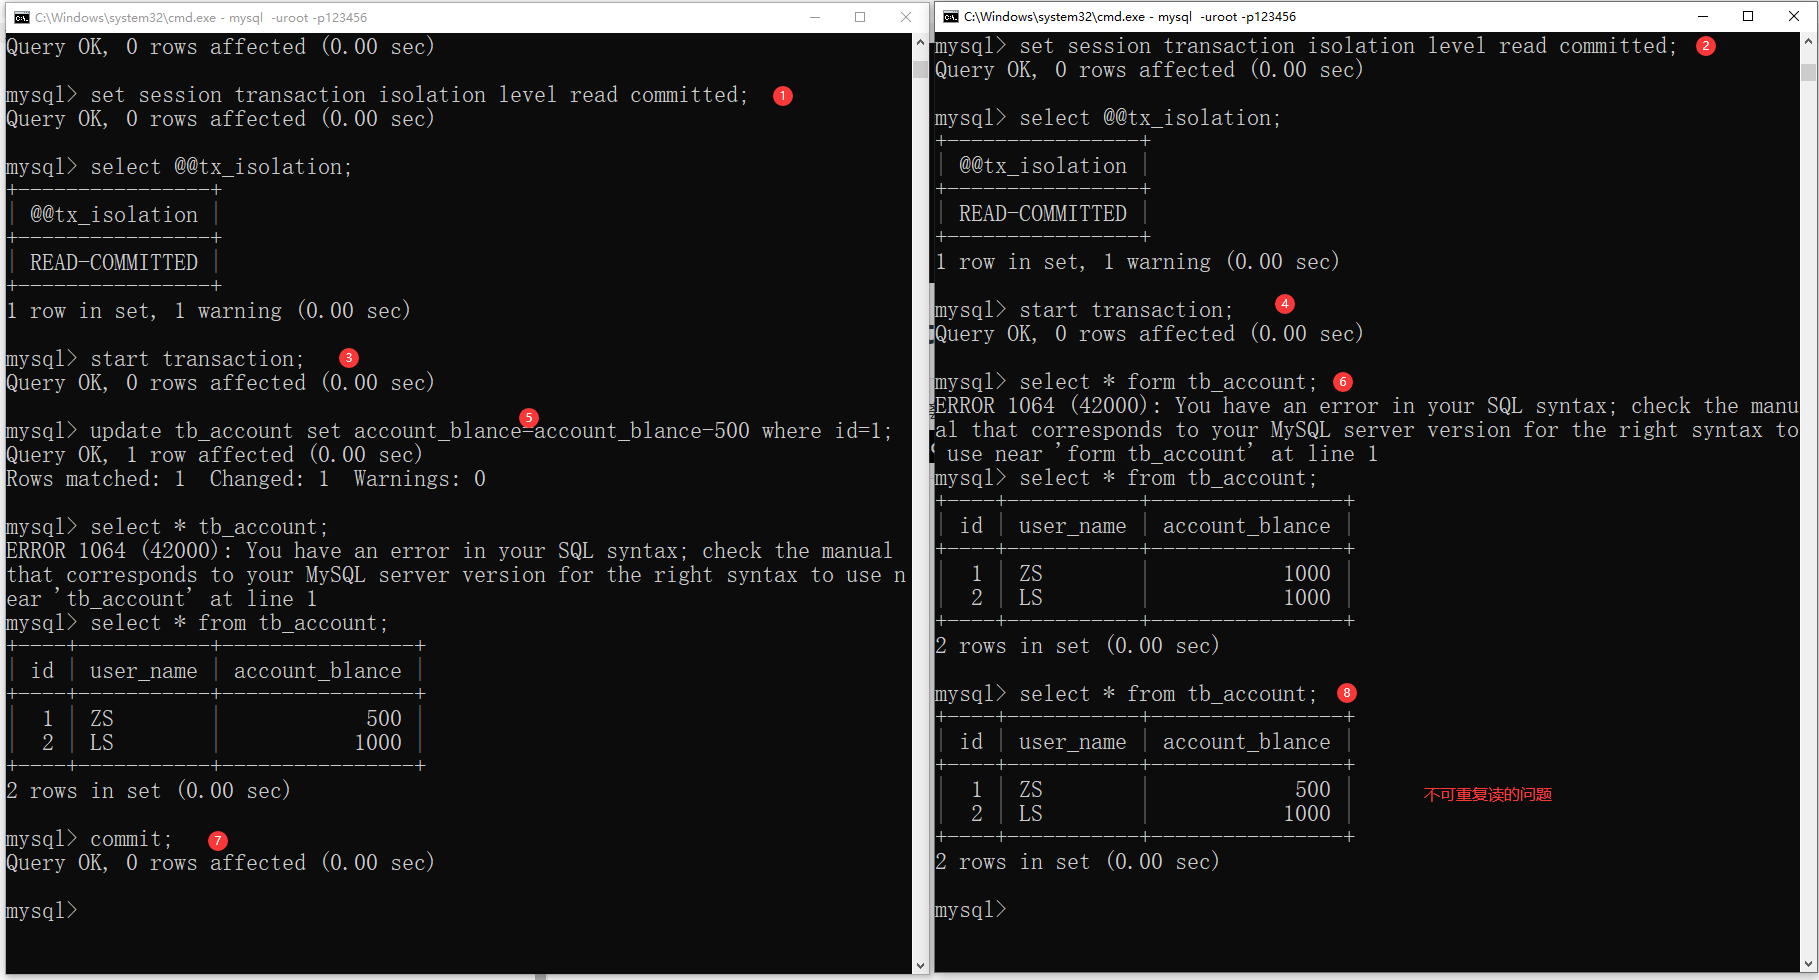 C:\Windows\system32\cmd.exe - mysql  -uroot -p123456
Query OK, 0 rows affected (0.00 sec)
mysql> set session transaction isolation level read committed; 1
Query OK, 0 rows affected (0.00 sec)
mysql> select @@tx_isolation;
+----------------+
| @@tx_isolation |
+----------------+
| READ-COMMITTED |
+----------------+
1 row in set, 1 warning (0.00 sec)
mysql> start transaction; 3
Query OK, 0 rows affected (0.00 sec)
5
mysql> update tb_account set account_blance=account_blance-500 where id=1;
Query OK, 1 row affected (0.00 sec)
Rows matched: 1  Changed: 1  Warnings: 0
mysql> select * tb_account;
ERROR 1064 (42000): You have an error in your SQL syntax; check the manual
that corresponds to your MySQL server version for the right syntax to use n
ear 'tb_account' at line 1
mysql> select * from tb_account;
+----+-----------+----------------+
| id | user_name | account_blance |
+----+-----------+----------------+
|  1 | ZS        |            500 |
|  2 | LS        |           1000 |
+----+-----------+----------------+
2 rows in set (0.00 sec)
mysql> commit; 7
Query OK, 0 rows affected (0.00 sec)
mysql>
C:\Windows\system32\cmd.exe - mysql  -uroot -p123456
mysql> set session transaction isolation level read committed; 2
Query OK, 0 rows affected (0.00 sec)
mysql> select @@tx_isolation;
+----------------+
| @@tx_isolation |
+----------------+
| READ-COMMITTED |
+----------------+
1 row in set, 1 warning (0.00 sec)
mysql> start transaction; 4
Query OK, 0 rows affected (0.00 sec)
mysql> select * form tb_account; 6
ERROR 1064 (42000): You have an error in your SQL syntax; check the manu
al that corresponds to your MySQL server version for the right syntax to
use near 'form tb_account' at line 1
mysql> select * from tb_account;
+----+-----------+----------------+
| id | user_name | account_blance |
+----+-----------+----------------+
|  1 | ZS        |           1000 |
|  2 | LS        |           1000 |
+----+-----------+----------------+
2 rows in set (0.00 sec)
mysql> select * from tb_account; 8
+----+-----------+----------------+
| id | user_name | account_blance |
+----+-----------+----------------+
|  1 | ZS        |            500 |
|  2 | LS        |           1000 |
+----+-----------+----------------+
不可重复读的问题
2 rows in set (0.00 sec)
mysql>